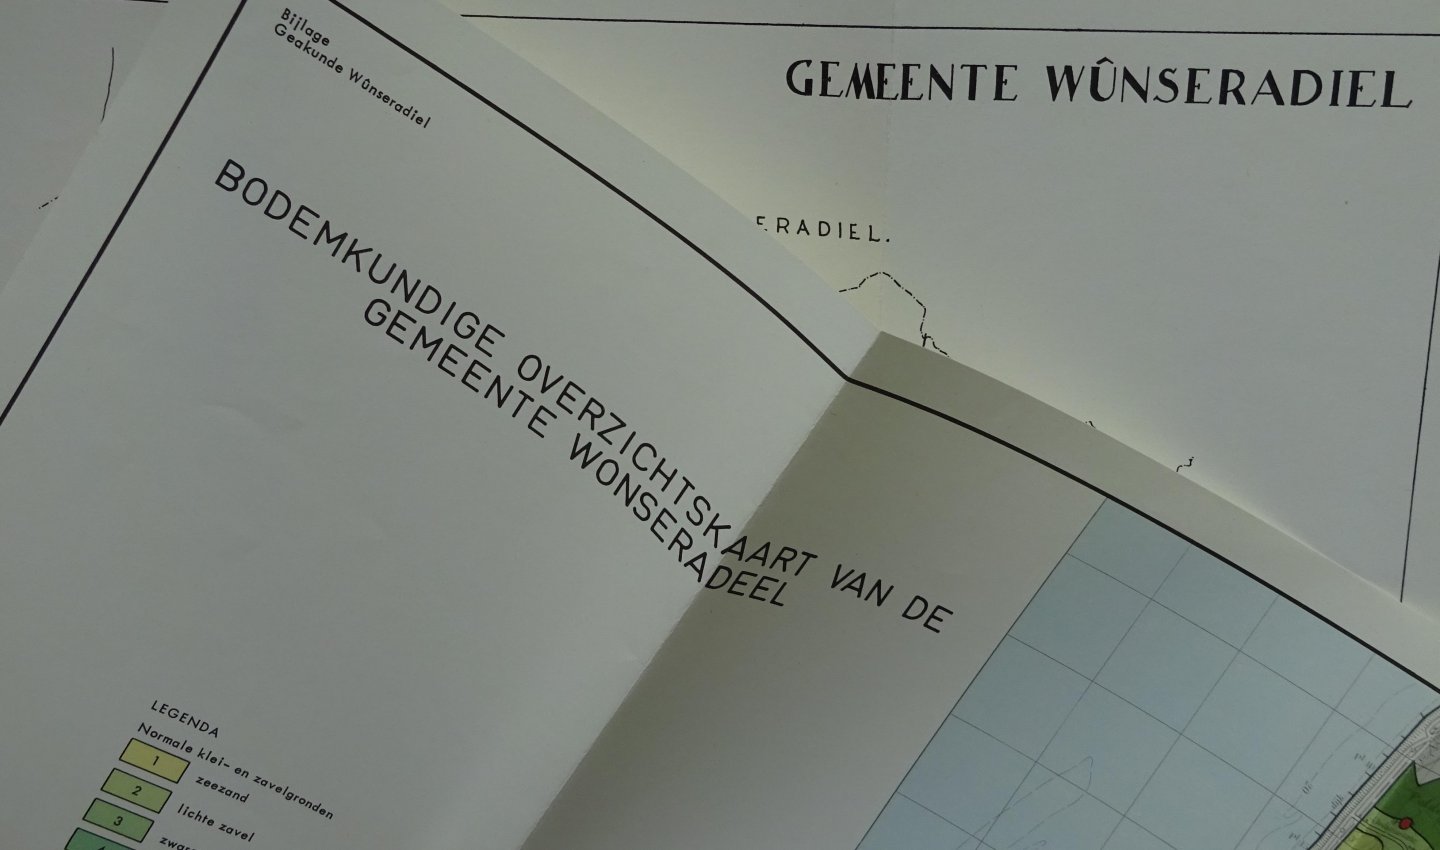 Bijlage
Geakunde Wûnseradiel
GEMEENTE WÛNSERADIEL
ERADIEL.
BODEMKUNDIGE OVERZICHTSKAART VAN DE
GEMEENTE WONSERADEEL
LEGENDA
Normale klei- en zavelgronden
1 zeezand
2 lichte zavel
3